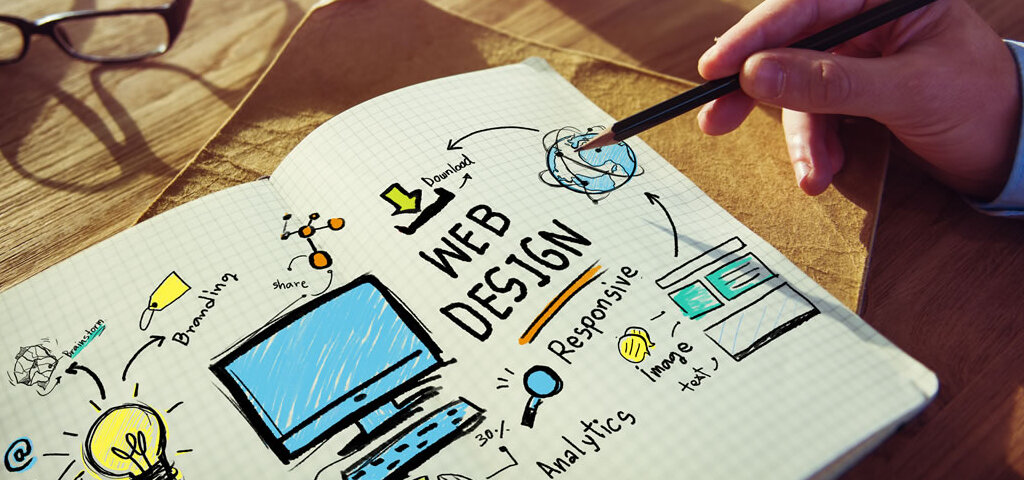 Download
WEB
DESIGN
share
Branding
Brainstorm
Responsive
image
text
30%
Analytics
@